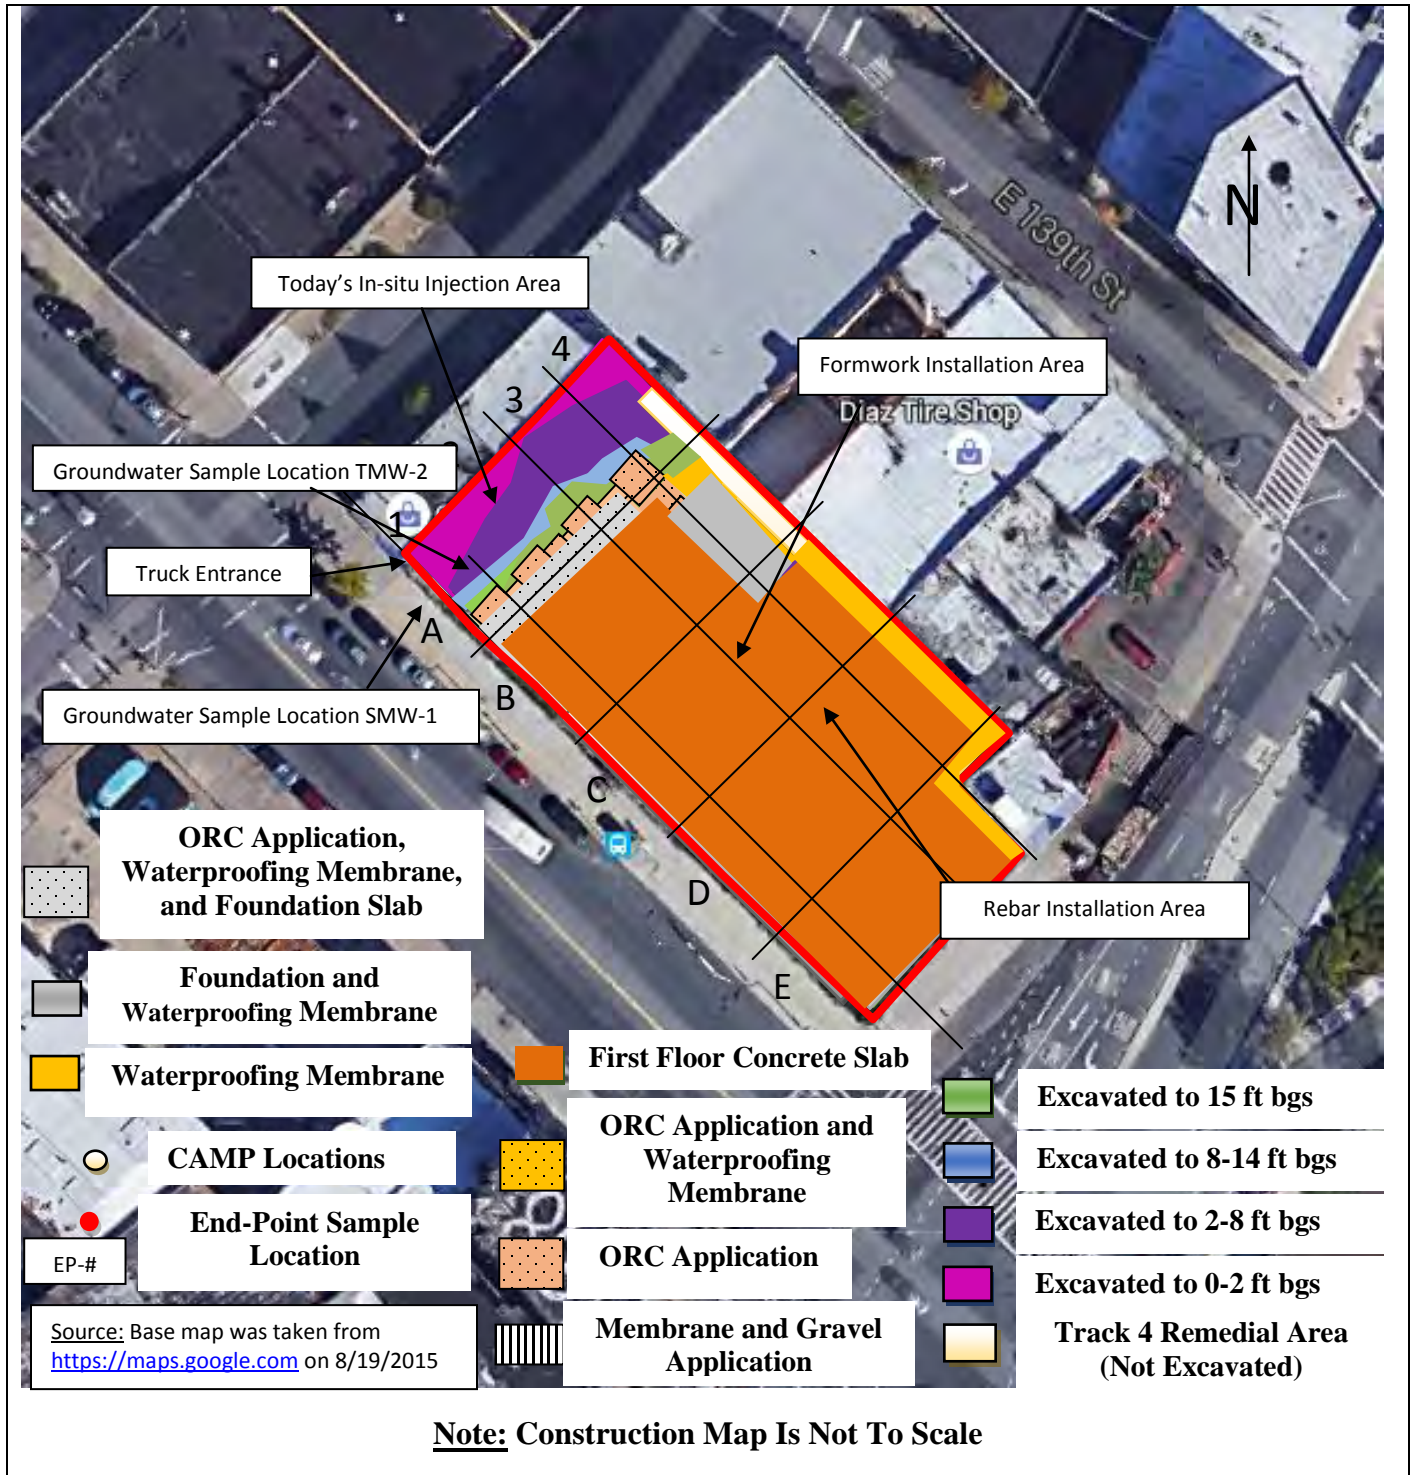 E 139th St
N
Today's In-situ Injection Area
4
Formwork Installation Area
3
Diaz Tire Shop
Groundwater Sample Location TMW-2
1
Truck Entrance
A
Groundwater Sample Location SMW-1
B
C
D
E
Rebar Installation Area
ORC Application,
Waterproofing Membrane,
and Foundation Slab
Foundation and
Waterproofing Membrane
Waterproofing Membrane
CAMP Locations
End-Point Sample
Location
EP-#
Source: Base map was taken from
https://maps.google.com on 8/19/2015
First Floor Concrete Slab
ORC Application and
Waterproofing
Membrane
ORC Application
Membrane and Gravel
Application
Excavated to 15 ft bgs
Excavated to 8-14 ft bgs
Excavated to 2-8 ft bgs
Excavated to 0-2 ft bgs
Track 4 Remedial Area
(Not Excavated)
Note: Construction Map Is Not To Scale